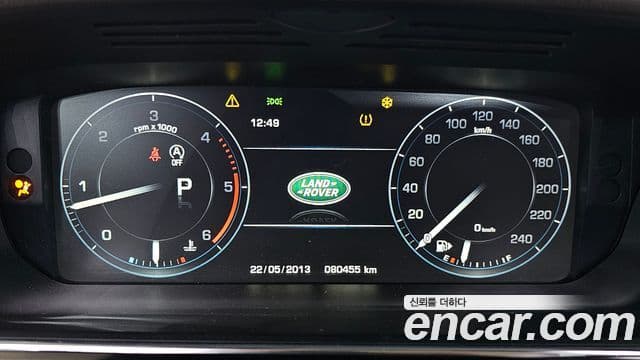 3
2
4
rpm x 1000
12:49
100 120 140
80
km/h
160
60
180
A
OFF
1
P
5
LAND-
ROVER
40
200
20
0
km/h
220
0
6
240
E
F
22/05/2013
080455 km
신뢰를 더하다
encar.com